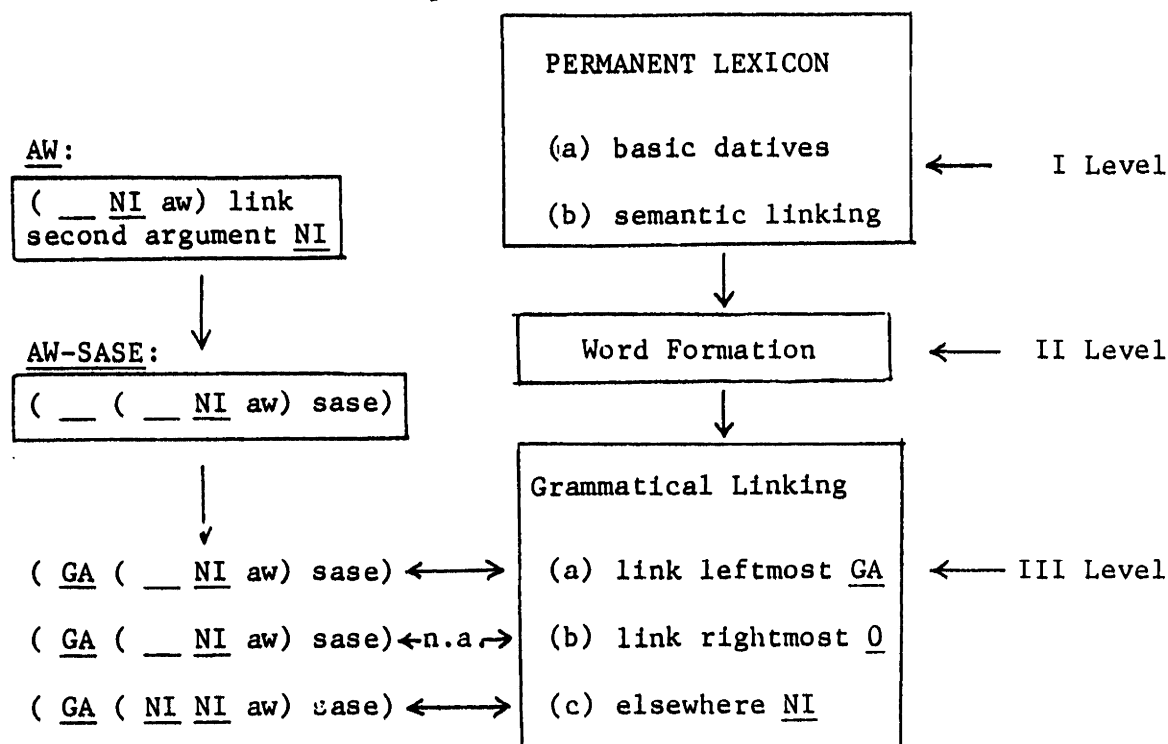 PERMANENT LEXICON
(a) basic datives
(b) semantic linking
I Level
AW:
( __ NI aw) link
second argument NI
Word Formation
II Level
AW-SASE:
( __ ( __ NI aw) sase)
Grammatical Linking
( GA ( __ NI aw) sase)
(a) link leftmost GA
III Level
( GA ( __ NI aw) sase)
n.a.
(b) link rightmost O
( GA ( NI NI aw) sase)
(c) elsewhere NI